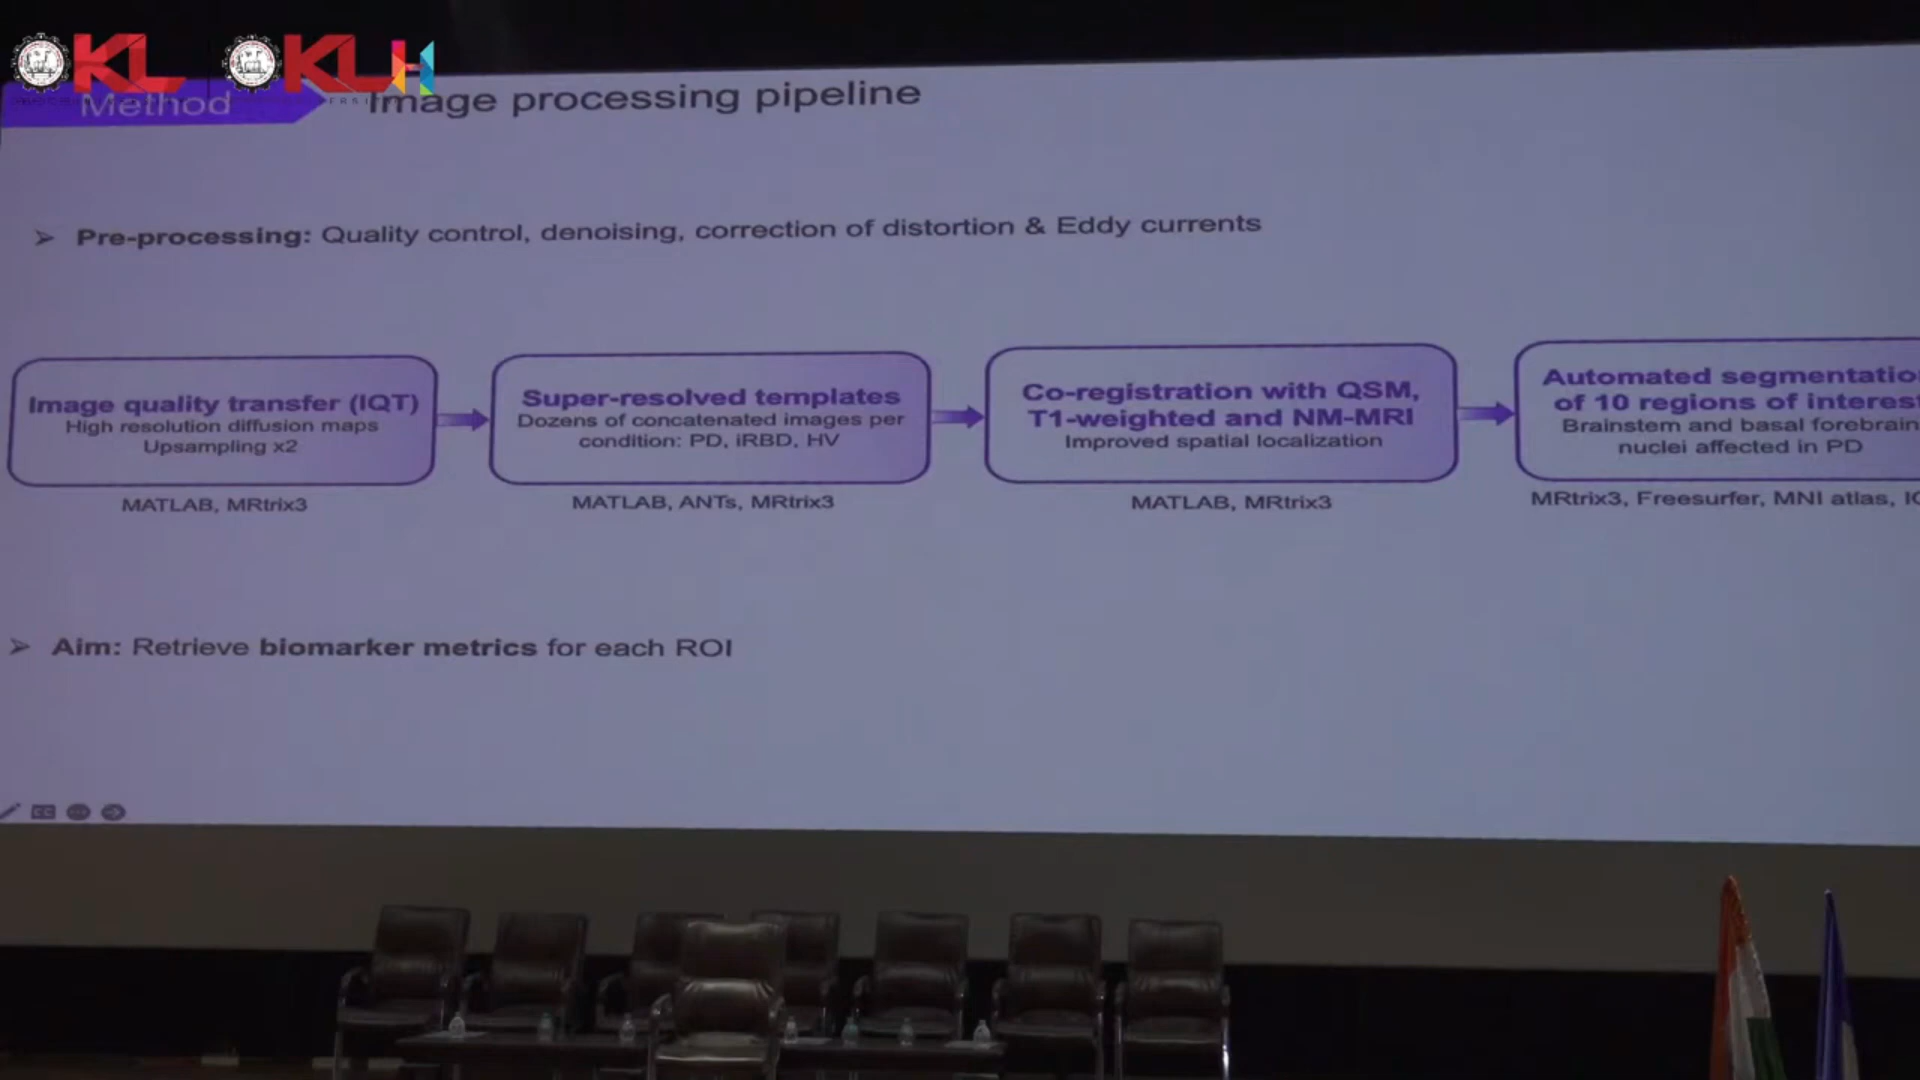 KL KLH
Method
Image processing pipeline
➢ Pre-processing: Quality control, denoising, correction of distortion & Eddy currents
Image quality transfer (IQT)
High resolution diffusion maps
Upsampling x2
MATLAB, MRtrix3
Super-resolved templates
Dozens of concatenated images per
condition: PD, iRBD, HV
MATLAB, ANTs, MRtrix3
Co-registration with QSM,
T1-weighted and NM-MRI
Improved spatial localization
MATLAB, MRtrix3
Automated segmentatio
of 10 regions of interest
Brainstem and basal forebrain
nuclei affected in PD
MRtrix3, Freesurfer, MNI atlas,
➢ Aim: Retrieve biomarker metrics for each ROI